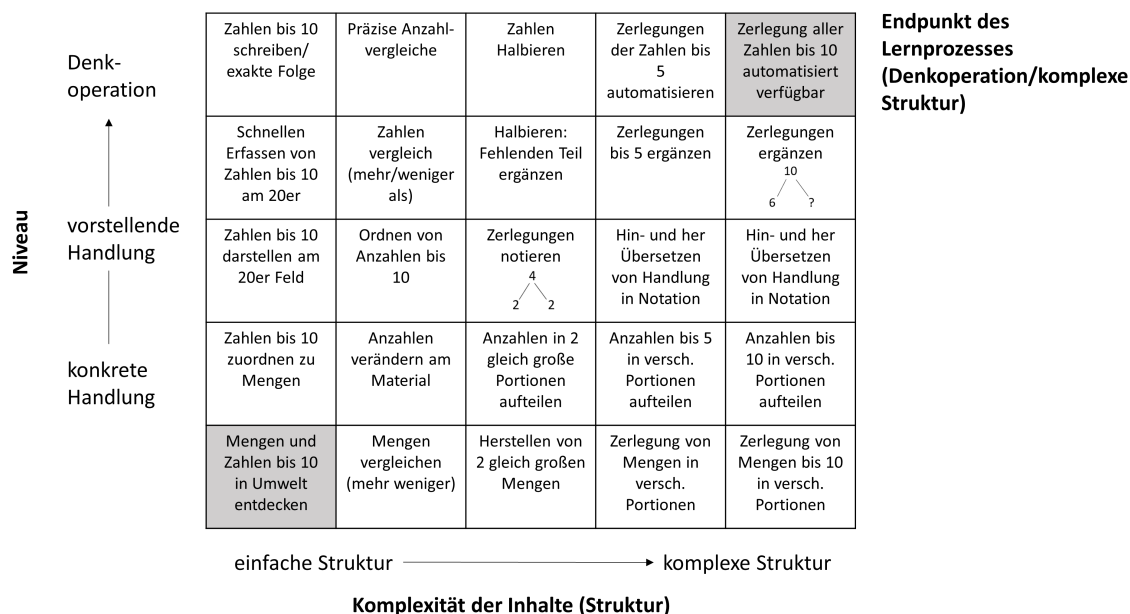 Zahlen bis 10
schreiben/
exakte Folge
Präzise Anzahl-
vergleiche
Zahlen
Halbieren
Zerlegungen
der Zahlen bis
5
automatisieren
Zerlegung aller
Zahlen bis 10
automatisiert
verfügbar
Endpunkt des
Lernprozesses
(Denkoperation/komplexe
Struktur)
Denk-
operation
Schnellen
Erfassen von
Zahlen bis 10
am 20er
Zahlen
vergleich
(mehr/weniger
als)
Halbieren:
Fehlenden Teil
ergänzen
Zerlegungen
bis 5 ergänzen
Zerlegungen
ergänzen
10
6 ?
Niveau
vorstellende
Handlung
Zahlen bis 10
darstellen am
20er Feld
Ordnen von
Anzahlen bis
10
Zerlegungen
notieren
4
2 2
Hin- und her
Übersetzen
von Handlung
in Notation
Hin- und her
Übersetzen
von Handlung
in Notation
konkrete
Handlung
Zahlen bis 10
zuordnen zu
Mengen
Anzahlen
verändern am
Material
Anzahlen in 2
gleich große
Portionen
aufteilen
Anzahlen bis 5
in versch.
Portionen
aufteilen
Anzahlen bis
10 in versch.
Portionen
aufteilen
Mengen und
Zahlen bis 10
in Umwelt
entdecken
Mengen
vergleichen
(mehr weniger)
Herstellen von
2 gleich großen
Mengen
Zerlegung von
Mengen in
versch.
Portionen
Zerlegung von
Mengen bis 10
in versch.
Portionen
einfache Struktur
komplexe Struktur
Komplexität der Inhalte (Struktur)